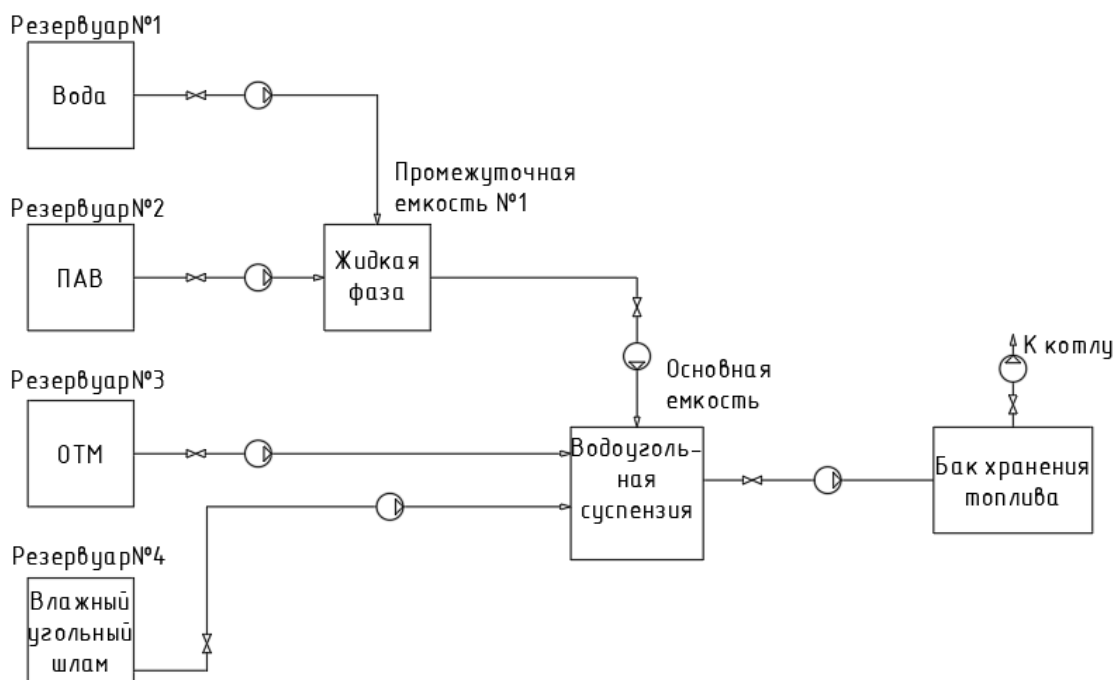 Резервуар№1
Вода
Промежуточная
емкость №1
Резервуар№2
ПАВ
Жидкая
фаза
К котлу
Резервуар№3
Основная
емкость
ОТМ
Водоуголь-
ная
суспензия
Бак хранения
топлива
Резервуар№4
Влажный
угольный
шлам